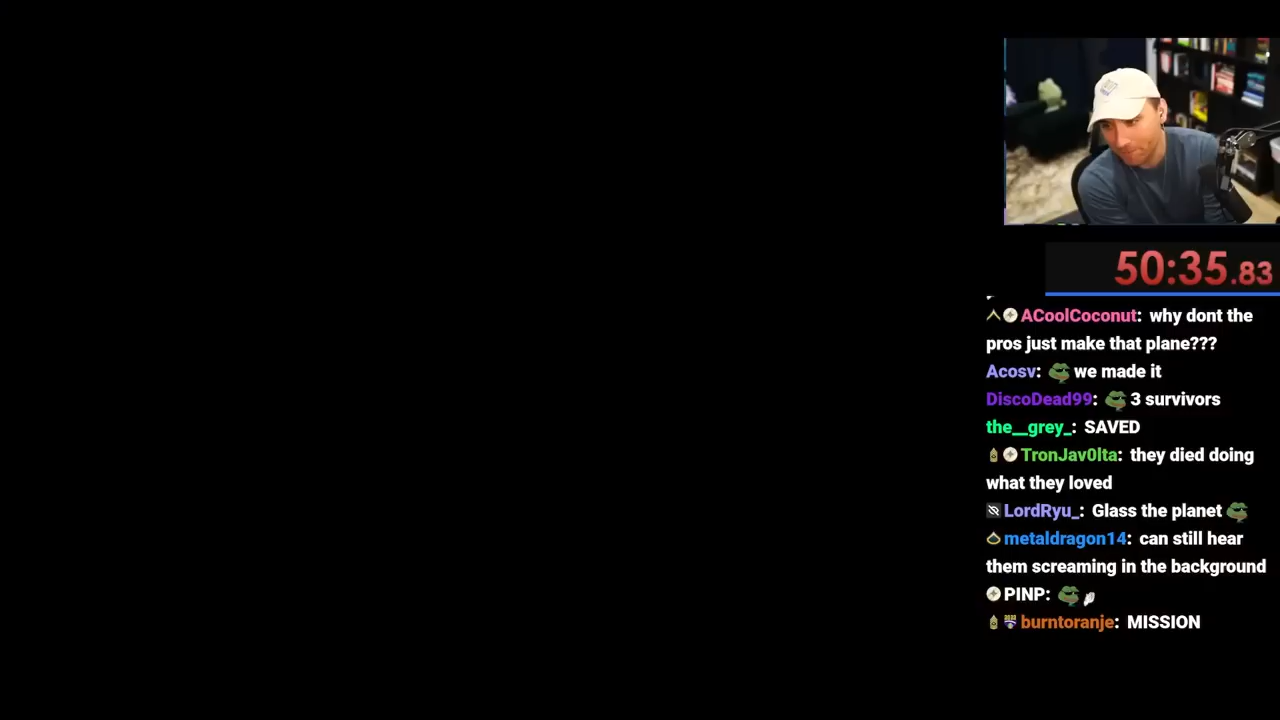 50:35.83
ACoolCoconut: why dont the
pros just make that plane???
Acosv: we made it
DiscoDead99: 3 survivors
the__grey_: SAVED
TronJav0lta: they died doing
what they loved
LordRyu_: Glass the planet
metaldragon14: can still hear
them screaming in the background
PINP:
burntoranje: MISSION